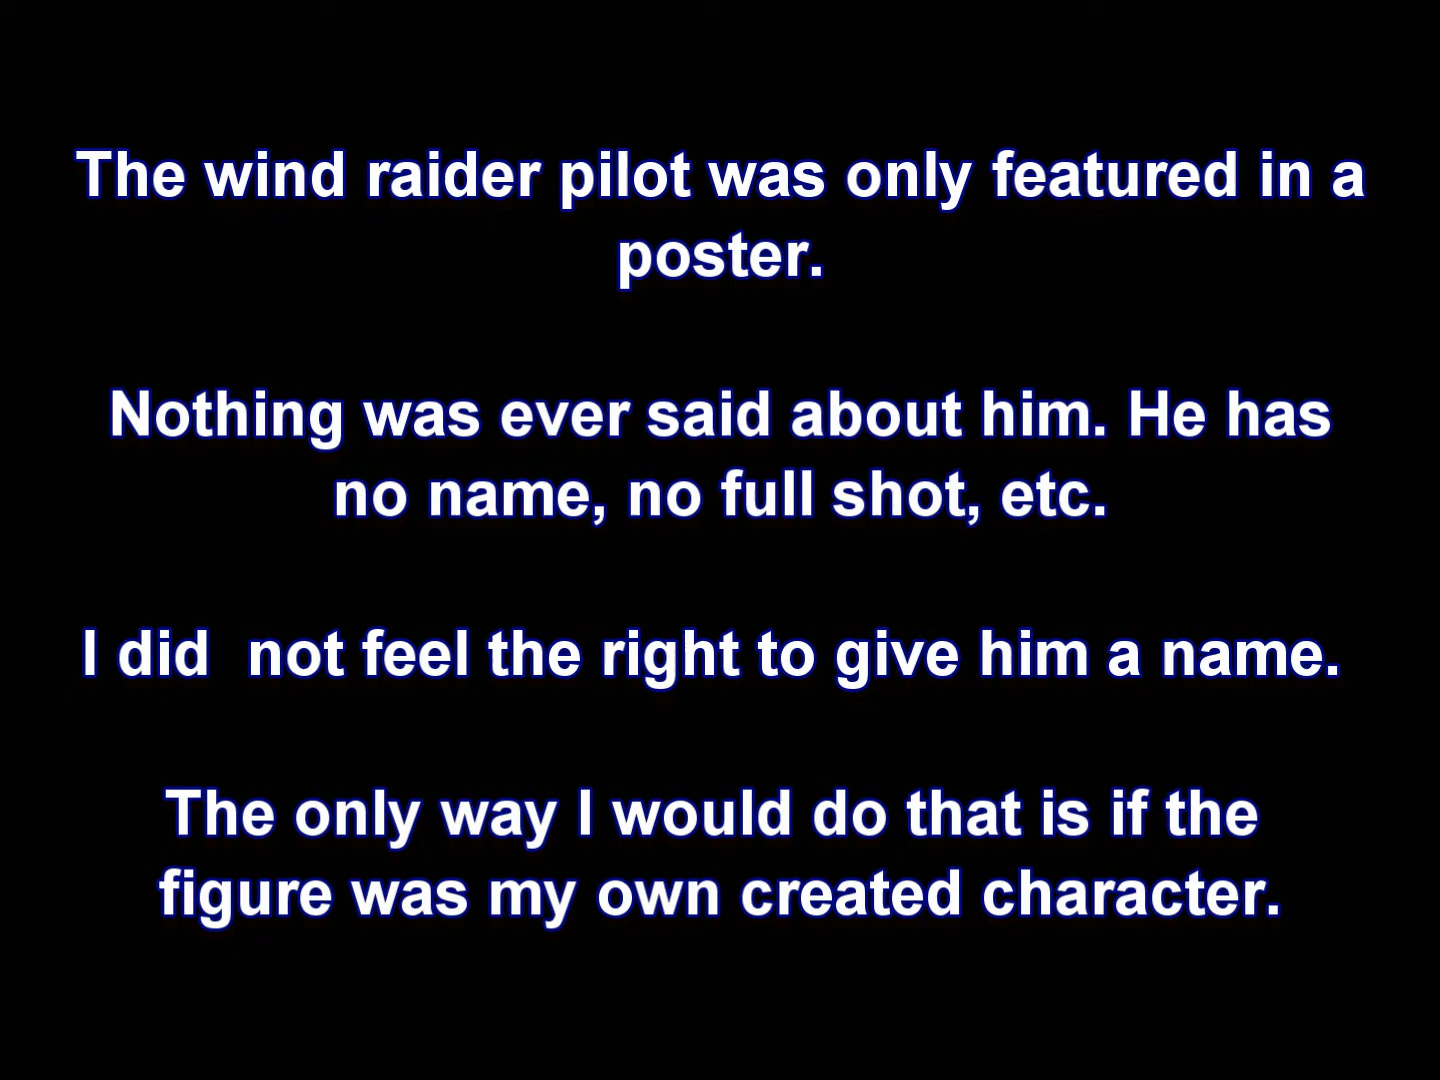 The wind raider pilot was only featured in a
poster.
Nothing was ever said about him. He has
no name, no full shot, etc.
I did  not feel the right to give him a name.
The only way I would do that is if the
figure was my own created character.